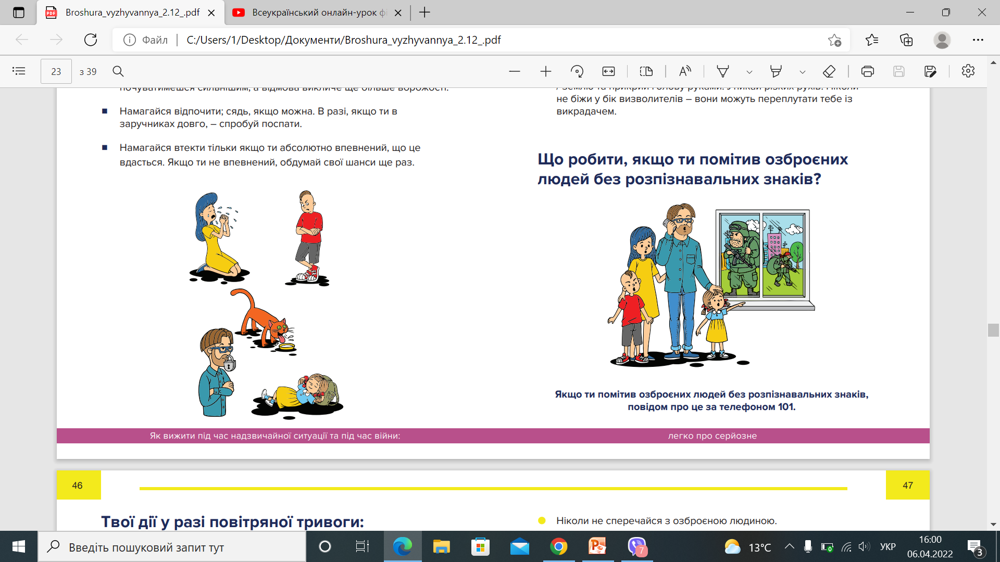 Broshura_vyzhyvannya_2.12_.pdf
Всеукраїнський онлайн-урок фі
Файл
C:/Users/1/Desktop/Документи/Broshura_vyzhyvannya_2.12_.pdf
23
з 39
почуватимешся сильнішим, а відмова викличе ще більше ворожості.
Намагайся відпочити; сядь, якщо можна. В разі, якщо ти в
заручниках довго, – спробуй поспати.
Намагайся втекти тільки якщо ти абсолютно впевнений, що це
вдасться. Якщо ти не впевнений, обдумай свої шанси ще раз.
/ землю та прикрий голову руками. Уникай різких рухів. Ніколи
не біжи у бік визволителів – вони можуть переплутати тебе із
викрадачем.
Що робити, якщо ти помітив озброєних
людей без розпізнавальних знаків?
Якщо ти помітив озброєних людей без розпізнавальних знаків,
повідом про це за телефоном 101.
Як вижити під час надзвичайної ситуації та під час війни:
легко про серйозне
46
47
Твої дії у разі повітряної тривоги:
Ніколи не сперечайся з озброєною людиною.
Введіть пошуковий запит тут
7
13°C
УКР
16:00
06.04.2022
3